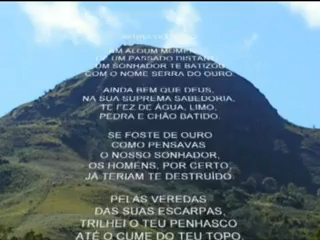 EM ALGUM MOMENTO
DE UM PASSADO DISTANTE
UM SONHADOR TE BATIZOU
COM O NOME SERRA DO OURO.
AINDA BEM QUE DEUS,
NA SUA SUPREMA SABEDORIA,
TE FEZ DE ÁGUA, LIMO,
PEDRA E CHÃO BATIDO.
SE FOSTE DE OURO
COMO PENSAVAS
O NOSSO SONHADOR,
OS HOMENS, POR CERTO,
JÁ TERIAM TE DESTRUÍDO.
PELAS VEREDAS
DAS SUAS ESCARPAS,
TRILHEI O TEU PENHASCO
ATÉ O CUME DO TEU TOPO.